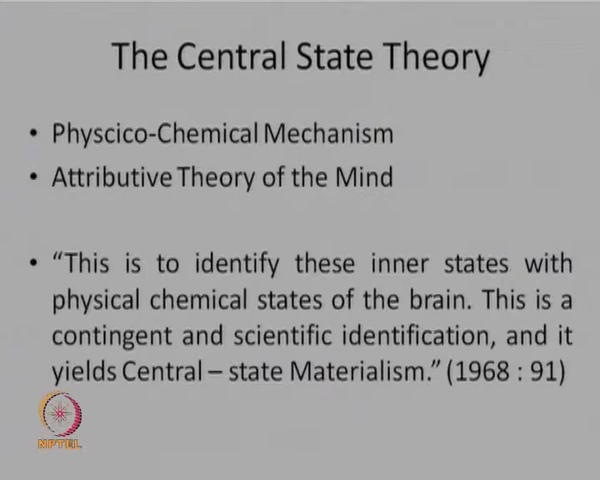 The Central State Theory
• Physcico-Chemical Mechanism
• Attributive Theory of the Mind
• “This is to identify these inner states with
physical chemical states of the brain. This is a
contingent and scientific identification, and it
yields Central – state Materialism.” (1968 : 91)
NPTEL